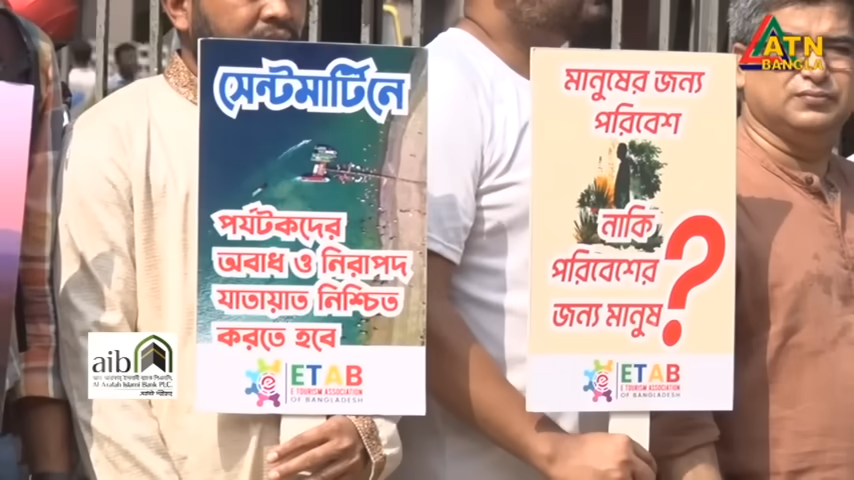 ATN
BANGLA
সেন্টমার্টিনে
পর্যটকদের
অবাধ ও নিরাপদ
যাতায়াত নিশ্চিত
করতে হবে
ETAB
E TOURISM ASSOCIATION
OF BANGLADESH
মানুষের জন্য
পরিবেশ
নাকি
পরিবেশের
জন্য মানুষ ?
ETAB
E TOURISM ASSOCIATION
OF BANGLADESH
aib
Al Arafah Islami Bank PLC.